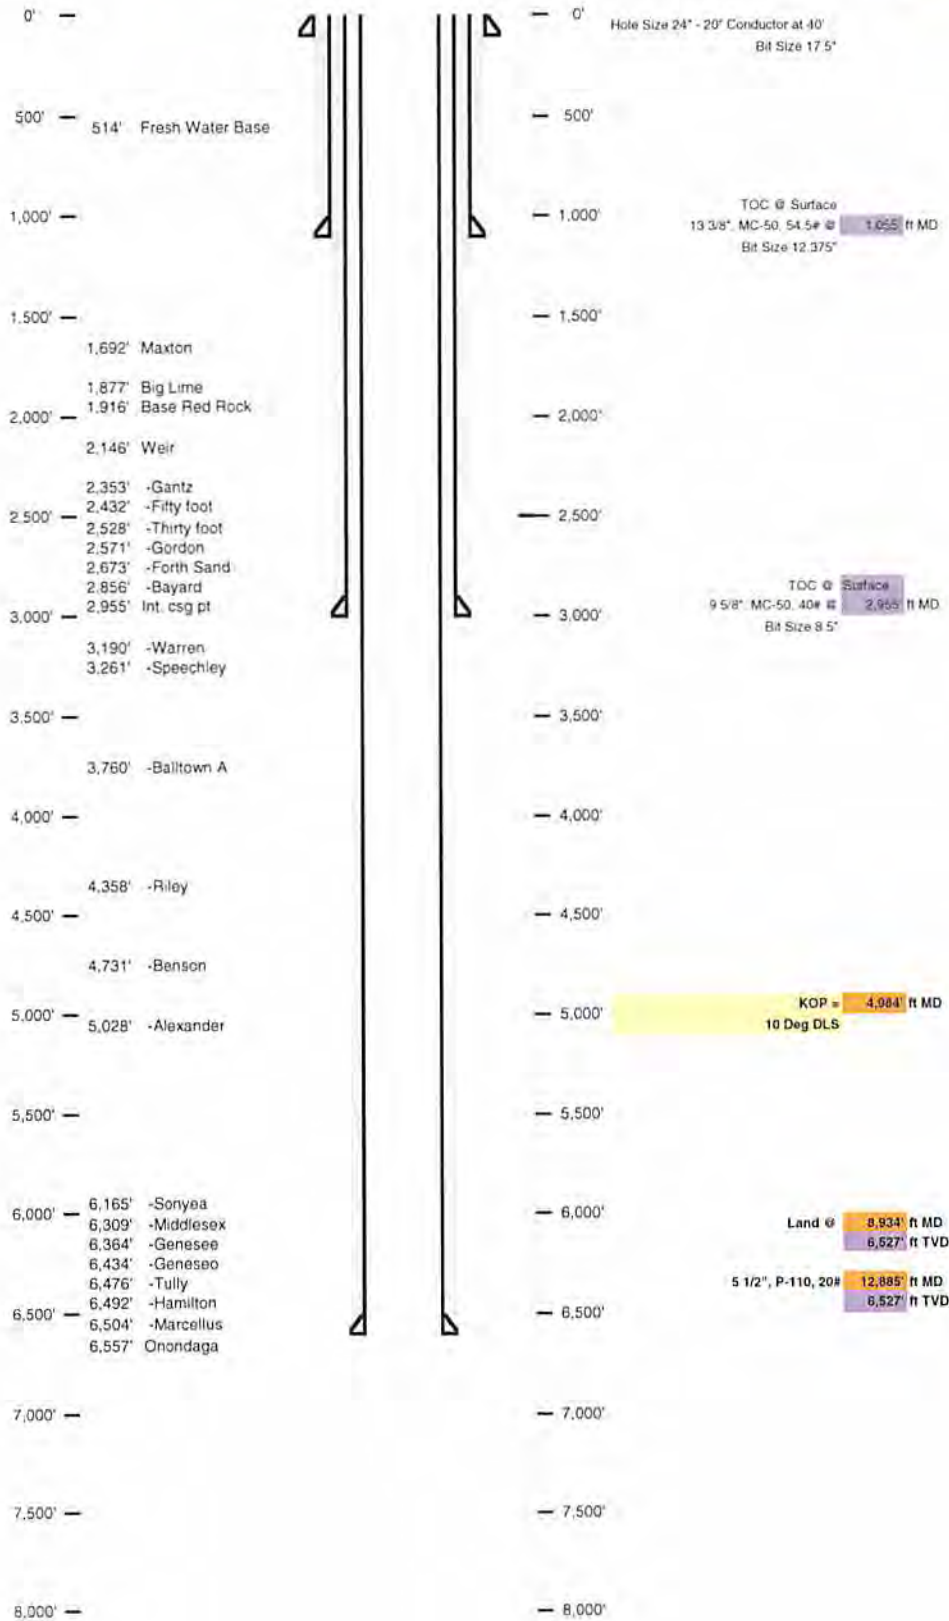 0'
0'
Hole Size 24" - 20" Conductor at 40'
Bit Size 17.5"
500'
514' Fresh Water Base
500'
1,000'
1,000'
TOC @ Surface
13 3/8", MC-50, 54.5# @ 1,055' ft MD
Bit Size 12.375"
1,500'
1,500'
1,692' Maxton
1,877' Big Lime
1,916' Base Red Rock
2,000'
2,000'
2,146' Weir
2,353' -Gantz
2,432' -Fifty foot
2,500'
2,500'
2,528' -Thirty foot
2,571' -Gordon
2,673' -Forth Sand
2,856' -Bayard
2,955' Int. csg pt
TOC @ Surface
9 5/8", MC-50, 40# @ 2,955' ft MD
Bit Size 8.5"
3,000'
3,000'
3,190' -Warren
3,261' -Speechley
3,500'
3,500'
3,760' -Balltown A
4,000'
4,000'
4,358' -Riley
4,500'
4,500'
4,731' -Benson
5,000'
5,000'
KOP = 4,984' ft MD
10 Deg DLS
5,028' -Alexander
5,500'
5,500'
6,000'
6,000'
6,165' -Sonyea
6,309' -Middlesex
6,364' -Genesee
6,434' -Geneseo
6,476' -Tully
6,492' -Hamilton
6,504' -Marcellus
6,557' Onondaga
Land @ 8,934' ft MD
6,527' ft TVD
5 1/2", P-110, 20# 12,885' ft MD
6,527' ft TVD
6,500'
6,500'
7,000'
7,000'
7,500'
7,500'
8,000'
8,000'